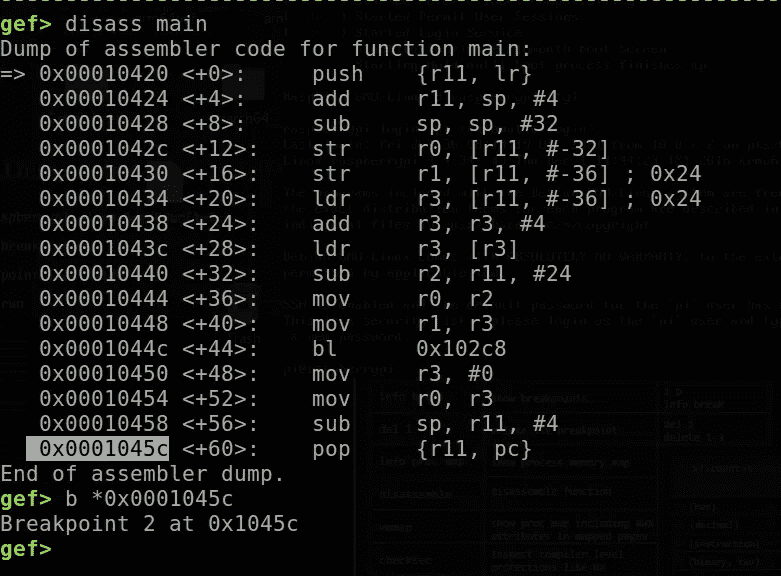 gef> disass main
Dump of assembler code for function main:
=> 0x00010420 <+0>: push {r11, lr}
0x00010424 <+4>: add r11, sp, #4
0x00010428 <+8>: sub sp, sp, #32
0x0001042c <+12>: str r0, [r11, #-32]
0x00010430 <+16>: str r1, [r11, #-36] ; 0x24
0x00010434 <+20>: ldr r3, [r11, #-36] ; 0x24
0x00010438 <+24>: add r3, r3, #4
0x0001043c <+28>: ldr r3, [r3]
0x00010440 <+32>: sub r2, r11, #24
0x00010444 <+36>: mov r0, r2
0x00010448 <+40>: mov r1, r3
0x0001044c <+44>: bl 0x102c8
0x00010450 <+48>: mov r3, #0
0x00010454 <+52>: mov r0, r3
0x00010458 <+56>: sub sp, r11, #4
0x0001045c <+60>: pop {r11, pc}
End of assembler dump.
gef> b *0x0001045c
Breakpoint 2 at 0x1045c
gef>